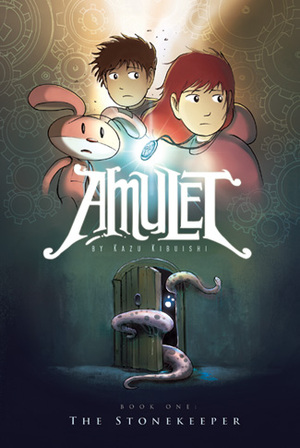 AMULET
BY KAZU KIBUISHI
BOOK ONE:
THE STONEKEEPER